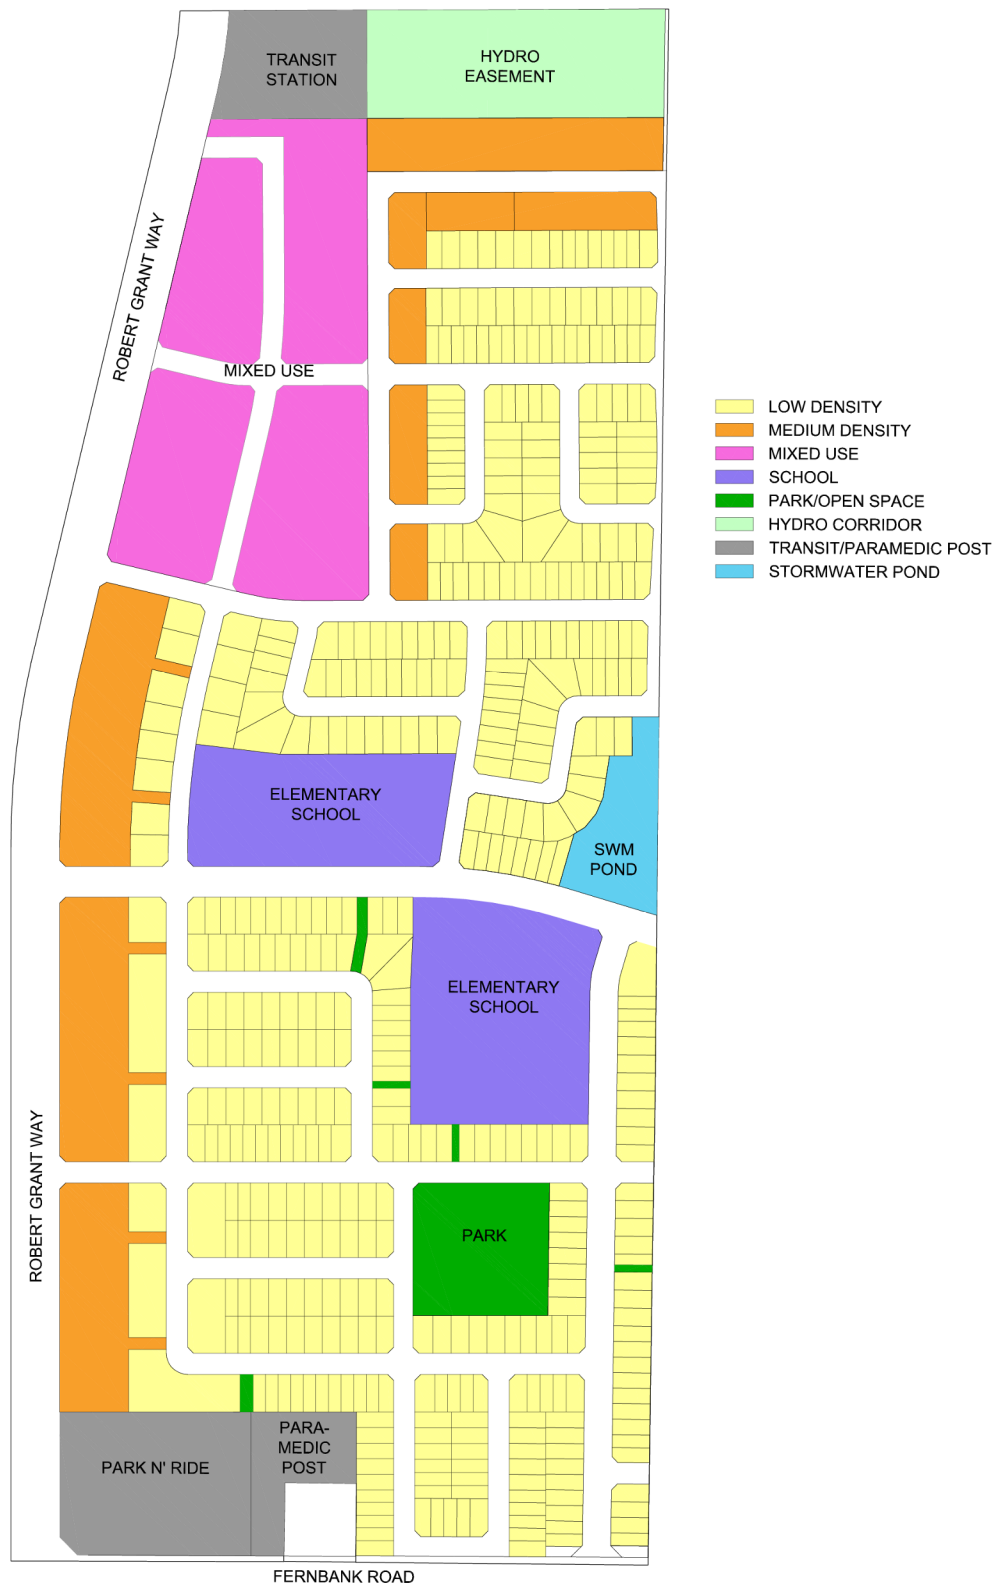 TRANSIT
STATION
HYDRO
EASEMENT
ROBERT GRANT WAY
MIXED USE
LOW DENSITY
MEDIUM DENSITY
MIXED USE
SCHOOL
PARK/OPEN SPACE
HYDRO CORRIDOR
TRANSIT/PARAMEDIC POST
STORMWATER POND
ELEMENTARY
SCHOOL
SWM
POND
ELEMENTARY
SCHOOL
ROBERT GRANT WAY
PARK
PARK N' RIDE
PARA-
MEDIC
POST
FERNBANK ROAD